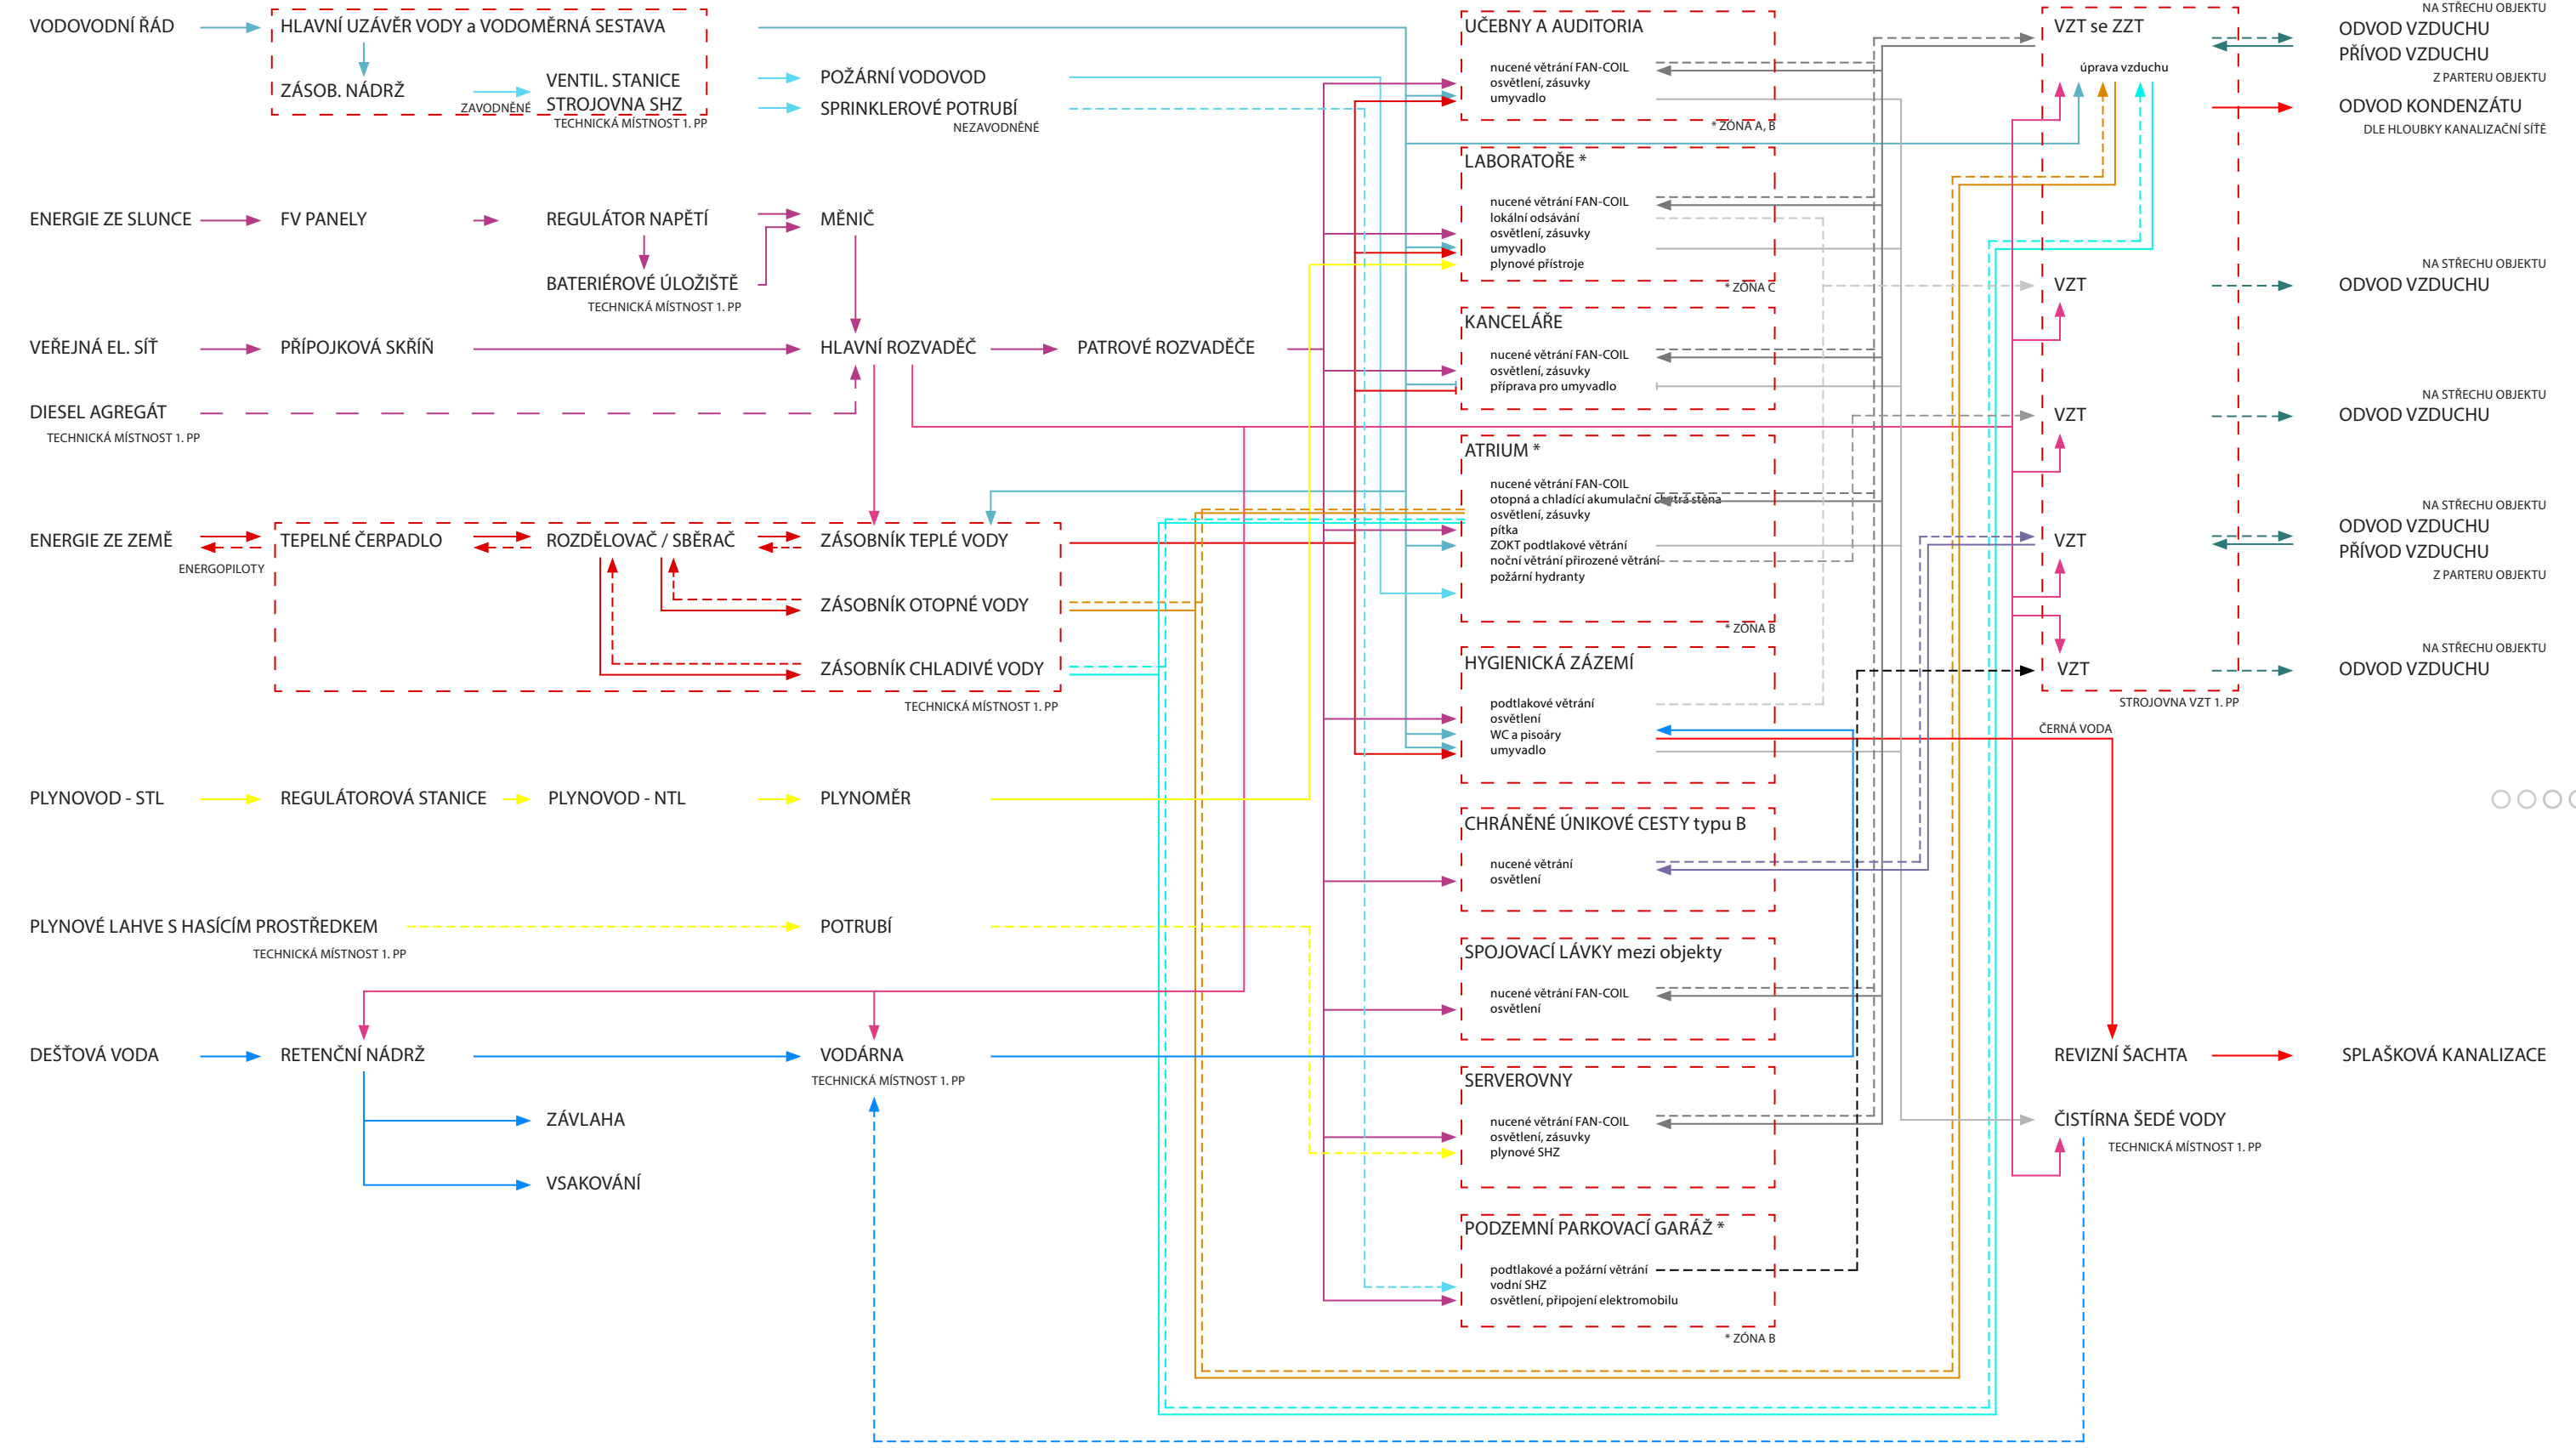 VODOVODNÍ ŘÁD
HLAVNÍ UZÁVĚR VODY a VODOMĚRNÁ SESTAVA
ZÁSOB. NÁDRŽ
ZAVODNĚNÉ
VENTIL. STANICE
STROJOVNA SHZ
TECHNICKÁ MÍSTNOST 1. PP
POŽÁRNÍ VODOVOD
SPRINKLEROVÉ POTRUBÍ
NEZAVODNĚNÉ
ENERGIE ZE SLUNCE
FV PANELY
REGULÁTOR NAPĚTÍ
MĚNIČ
BATERIÉROVÉ ÚLOŽIŠTĚ
TECHNICKÁ MÍSTNOST 1. PP
VEŘEJNÁ EL. SÍŤ
PŘÍPOJKOVÁ SKŘÍŇ
HLAVNÍ ROZVADĚČ
PATROVÉ ROZVADĚČE
DIESEL AGREGÁT
TECHNICKÁ MÍSTNOST 1. PP
ENERGIE ZE ZEMĚ
ENERGOPILOTY
TEPELNÉ ČERPADLO
ROZDĚLOVAČ / SBĚRAČ
ZÁSOBNÍK TEPLÉ VODY
ZÁSOBNÍK OTOPNÉ VODY
ZÁSOBNÍK CHLADIVÉ VODY
TECHNICKÁ MÍSTNOST 1. PP
PLYNOVOD - STL
REGULÁTOROVÁ STANICE
PLYNOVOD - NTL
PLYNOMĚR
PLYNOVÉ LAHVE S HASÍCÍM PROSTŘEDKEM
TECHNICKÁ MÍSTNOST 1. PP
POTRUBÍ
DEŠŤOVÁ VODA
RETENČNÍ NÁDRŽ
VODÁRNA
TECHNICKÁ MÍSTNOST 1. PP
ZÁVLAHA
VSAKOVÁNÍ
UČEBNY A AUDITORIA
nucené větrání FAN-COIL
osvětlení, zásuvky
umyvadlo
* ZÓNA A, B
LABORATOŘE *
nucené větrání FAN-COIL
lokální odsávání
osvětlení, zásuvky
umyvadlo
plynové přístroje
* ZÓNA C
KANCELÁŘE
nucené větrání FAN-COIL
osvětlení, zásuvky
příprava pro umyvadlo
ATRIUM *
nucené větrání FAN-COIL
otopná a chladící akumulační chytrá stěna
osvětlení, zásuvky
pítka
ZOKT podtlakové větrání
noční větrání přirozené větrání
požární hydranty
* ZÓNA B
HYGIENICKÁ ZÁZEMÍ
podtlakové větrání
osvětlení
WC a pisoáry
umyvadlo
CHRÁNĚNÉ ÚNIKOVÉ CESTY typu B
nucené větrání
osvětlení
SPOJOVACÍ LÁVKY mezi objekty
nucené větrání FAN-COIL
osvětlení
SERVEROVNY
nucené větrání FAN-COIL
osvětlení, zásuvky
plynové SHZ
PODZEMNÍ PARKOVACÍ GARÁŽ *
podtlakové a požární větrání
vodní SHZ
osvětlení, připojení elektromobilu
* ZÓNA B
VZT se ZZT
úprava vzduchu
VZT
VZT
VZT
VZT
STROJOVNA VZT 1. PP
ČERNÁ VODA
REVIZNÍ ŠACHTA
ČISTÍRNA ŠEDÉ VODY
TECHNICKÁ MÍSTNOST 1. PP
NA STŘECHU OBJEKTU
ODVOD VZDUCHU
PŘÍVOD VZDUCHU
Z PARTERU OBJEKTU
ODVOD KONDENZÁTU
DLE HLOUBKY KANALIZAČNÍ SÍŤĚ
NA STŘECHU OBJEKTU
ODVOD VZDUCHU
NA STŘECHU OBJEKTU
ODVOD VZDUCHU
NA STŘECHU OBJEKTU
ODVOD VZDUCHU
PŘÍVOD VZDUCHU
Z PARTERU OBJEKTU
NA STŘECHU OBJEKTU
ODVOD VZDUCHU
SPLAŠKOVÁ KANALIZACE